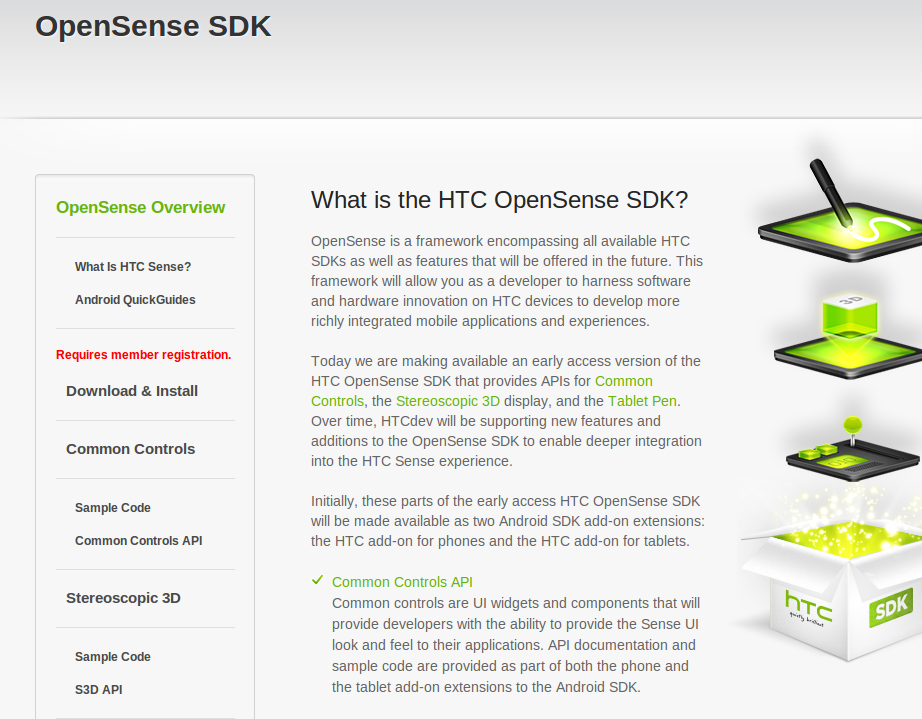 OpenSense SDK
OpenSense Overview
What Is HTC Sense?
Android QuickGuides
Requires member registration.
Download & Install
Common Controls
Sample Code
Common Controls API
Stereoscopic 3D
Sample Code
S3D API
What is the HTC OpenSense SDK?
OpenSense is a framework encompassing all available HTC
SDKs as well as features that will be offered in the future. This
framework will allow you as a developer to harness software
and hardware innovation on HTC devices to develop more
richly integrated mobile applications and experiences.
Today we are making available an early access version of the
HTC OpenSense SDK that provides APIs for Common
Controls, the Stereoscopic 3D display, and the Tablet Pen.
Over time, HTCdev will be supporting new features and
additions to the OpenSense SDK to enable deeper integration
into the HTC Sense experience.
Initially, these parts of the early access HTC OpenSense SDK
will be made available as two Android SDK add-on extensions:
the HTC add-on for phones and the HTC add-on for tablets.
Common Controls API
Common controls are UI widgets and components that will
provide developers with the ability to provide the Sense UI
look and feel to their applications. API documentation and
sample code are provided as part of both the phone and
the tablet add-on extensions to the Android SDK.
3D
hTC
quietly brilliant
SDK